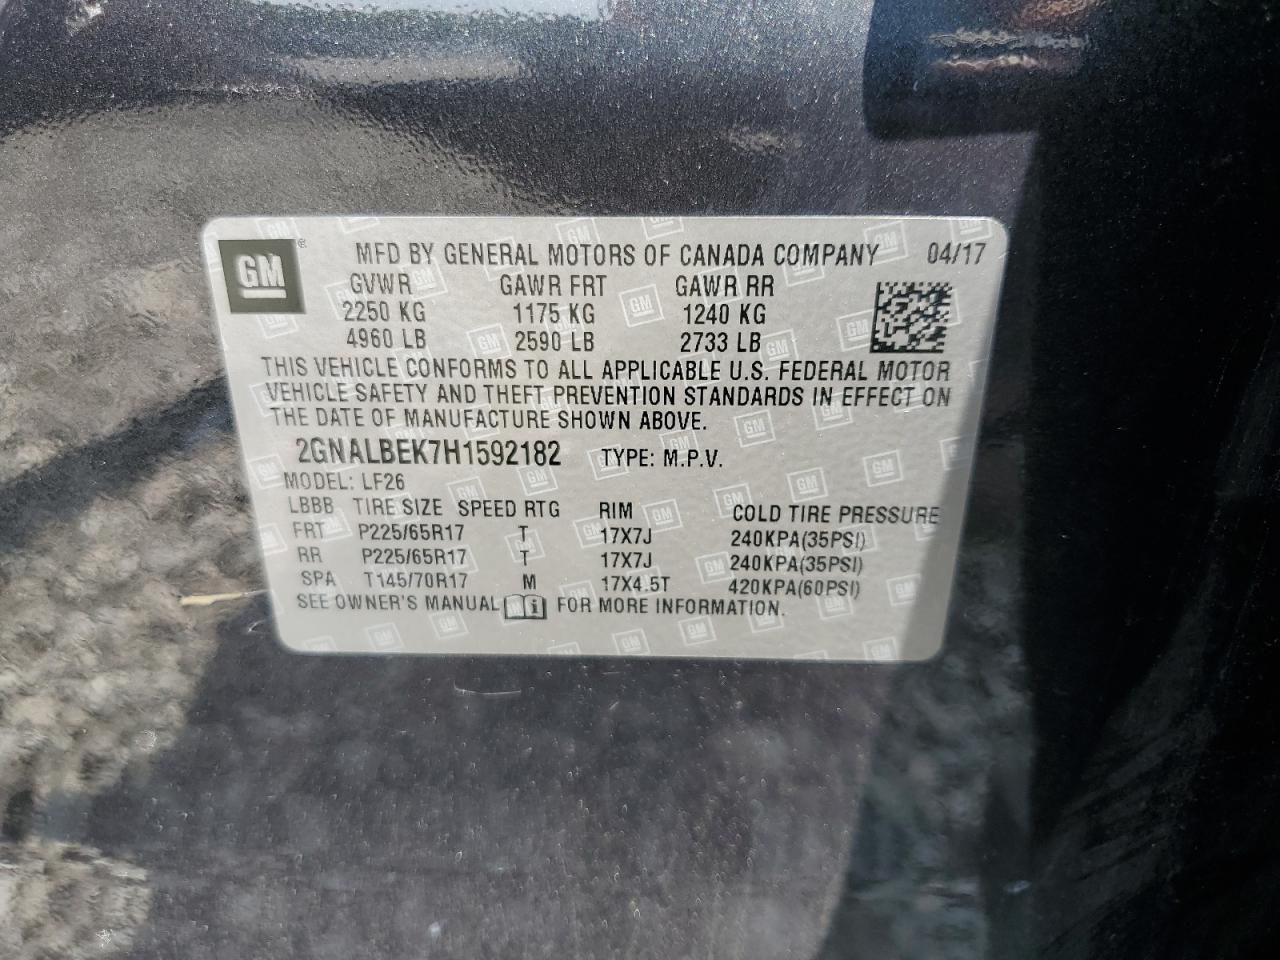 GM ® MFD BY GENERAL MOTORS OF CANADA COMPANY 04/17
GVWR GAWR FRT GAWR RR
2250 KG 1175 KG 1240 KG
4960 LB 2590 LB 2733 LB
THIS VEHICLE CONFORMS TO ALL APPLICABLE U.S. FEDERAL MOTOR
VEHICLE SAFETY AND THEFT PREVENTION STANDARDS IN EFFECT ON
THE DATE OF MANUFACTURE SHOWN ABOVE.
2GNALBEK7H1592182 TYPE: M.P.V.
MODEL: LF26
LBBB TIRE SIZE SPEED RTG RIM COLD TIRE PRESSURE
FRT P225/65R17 T 17X7J 240KPA(35PSI)
RR P225/65R17 T 17X7J 240KPA(35PSI)
SPA T145/70R17 M 17X4.5T 420KPA(60PSI)
SEE OWNER'S MANUAL i FOR MORE INFORMATION.